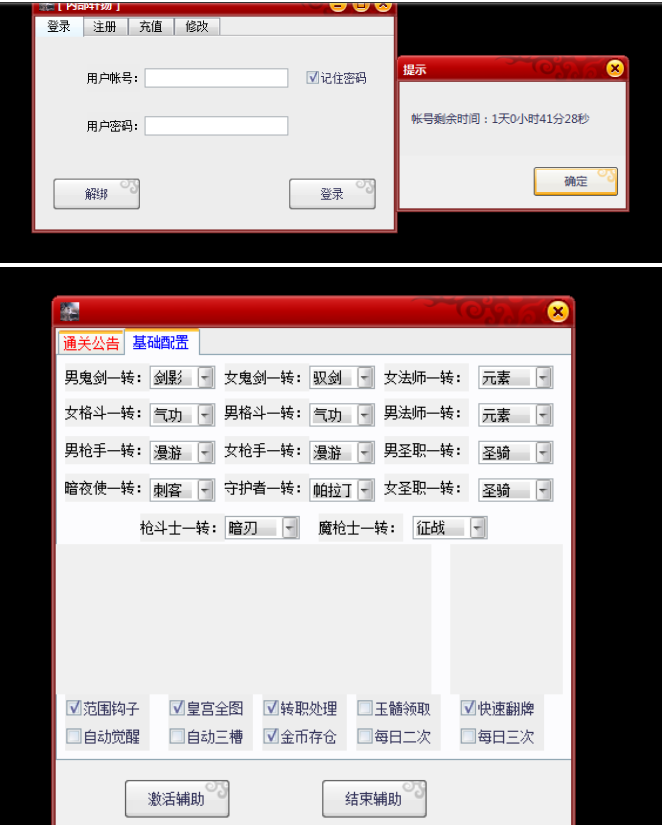 登录 注册 充值 修改
用户帐号: 记住密码
用户密码:
解绑 登录
提示
帐号剩余时间:1天0小时41分28秒
确定
通关公告 基础配置
男鬼剑一转: 剑影 女鬼剑一转: 驭剑 女法师一转: 元素
女格斗一转: 气功 男格斗一转: 气功 男法师一转: 元素
男枪手一转: 漫游 女枪手一转: 漫游 男圣职一转: 圣骑
暗夜使一转: 刺客 守护者一转: 帕拉丁 女圣职一转: 圣骑
枪斗士一转: 暗刃 魔枪士一转: 征战
范围钩子 皇宫全图 转职处理 玉髓领取 快速翻牌
自动觉醒 自动三槽 金币存仓 每日二次 每日三次
激活辅助 结束辅助